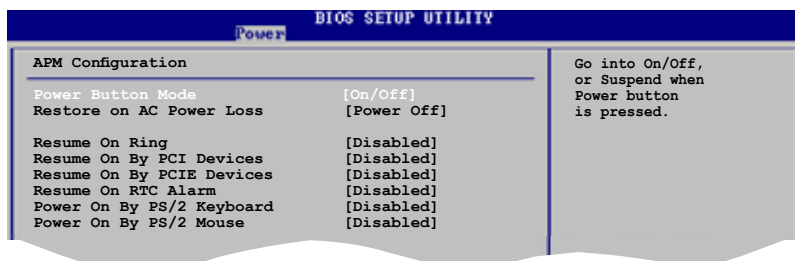 BIOS SETUP UTILITY
Power
APM Configuration
Power Button Mode [On/Off]
Restore on AC Power Loss [Power Off]
Resume On Ring [Disabled]
Resume On By PCI Devices [Disabled]
Resume On By PCIE Devices [Disabled]
Resume On RTC Alarm [Disabled]
Power On By PS/2 Keyboard [Disabled]
Power On By PS/2 Mouse [Disabled]
Go into On/Off,
or Suspend when
Power button
is pressed.